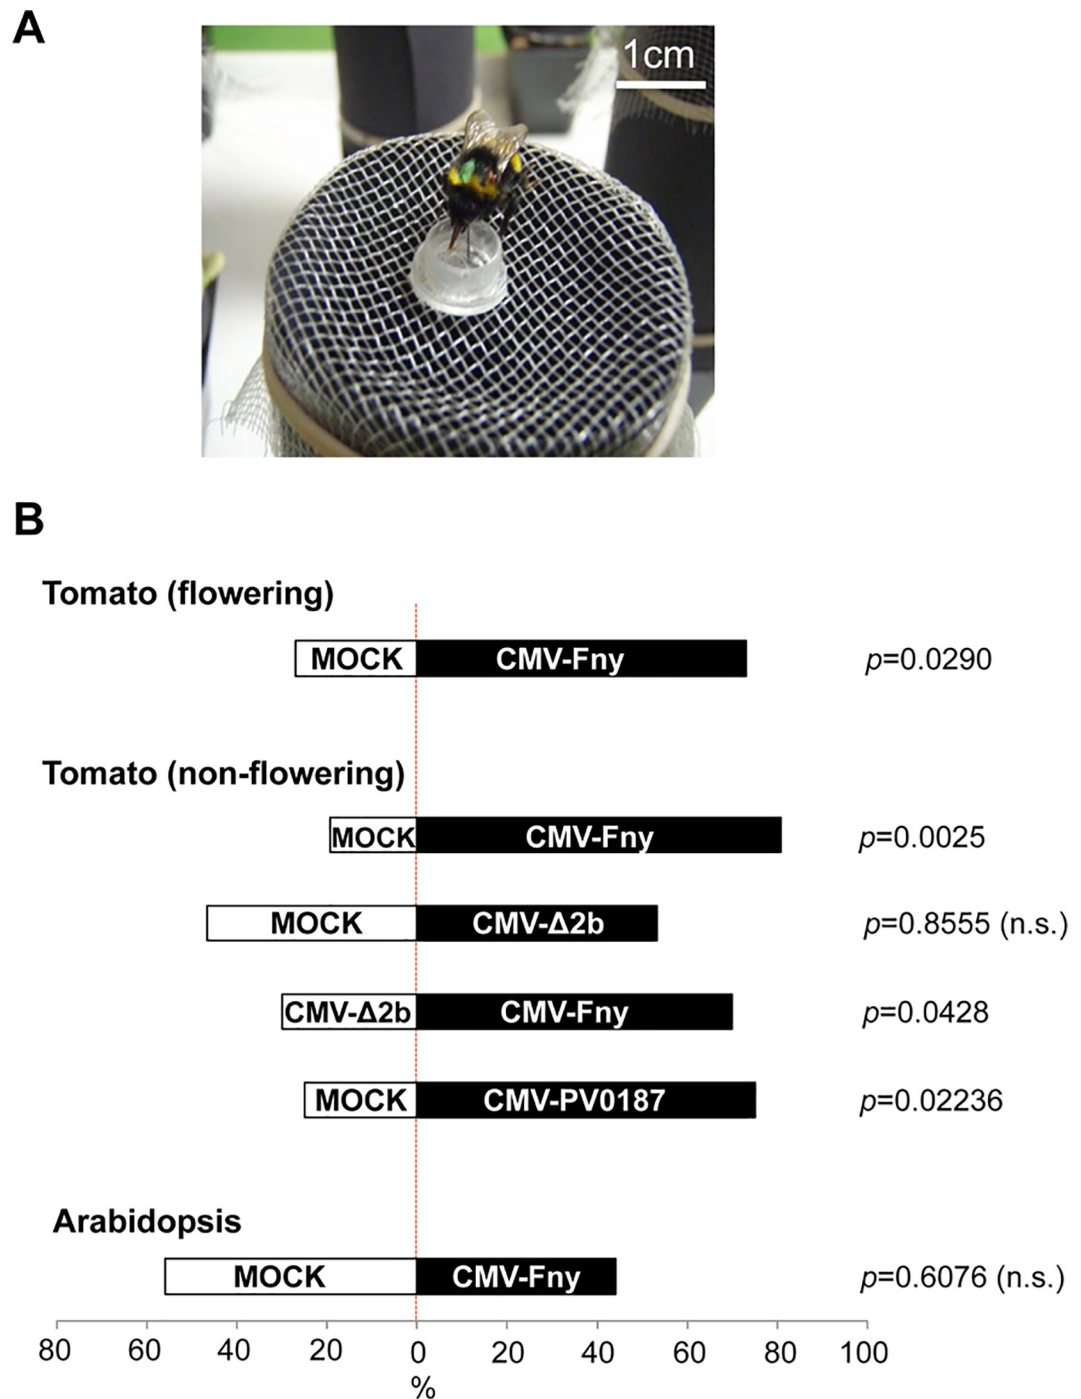 A
1cm
B
Tomato (flowering)
MOCK CMV-Fny p=0.0290
Tomato (non-flowering)
MOCK CMV-Fny p=0.0025
MOCK CMV-Δ2b p=0.8555 (n.s.)
CMV-Δ2b CMV-Fny p=0.0428
MOCK CMV-PV0187 p=0.02236
Arabidopsis
MOCK CMV-Fny p=0.6076 (n.s.)
80 60 40 20 0 20 40 60 80 100
%